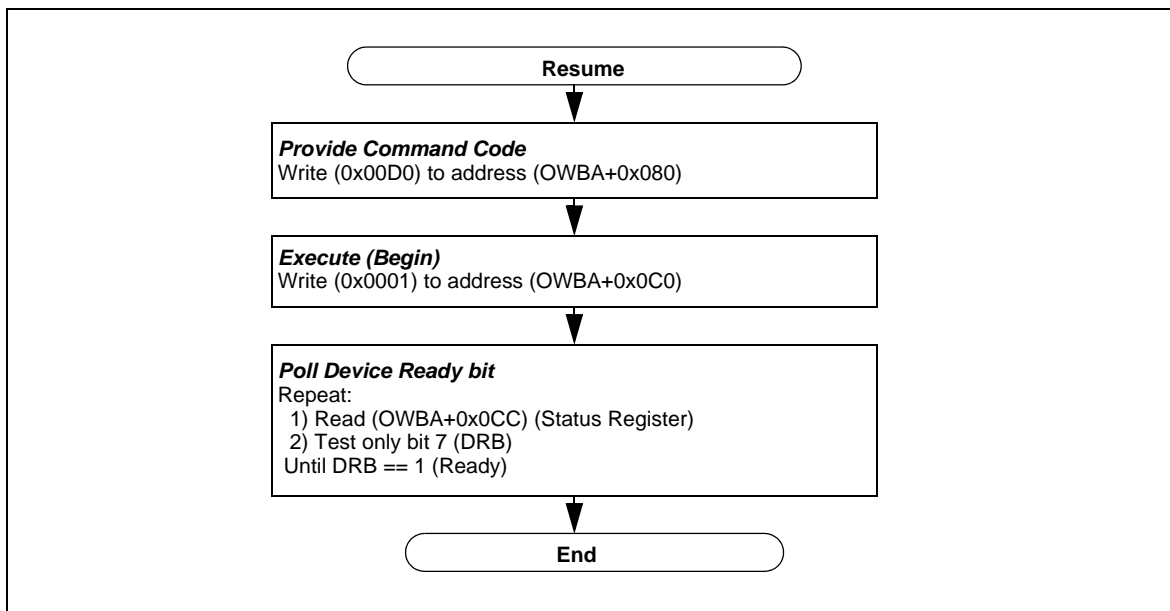 Resume
Provide Command Code
Write (0x00D0) to address (OWBA+0x080)
Execute (Begin)
Write (0x0001) to address (OWBA+0x0C0)
Poll Device Ready bit
Repeat:
1) Read (OWBA+0x0CC) (Status Register)
2) Test only bit 7 (DRB)
Until DRB == 1 (Ready)
End